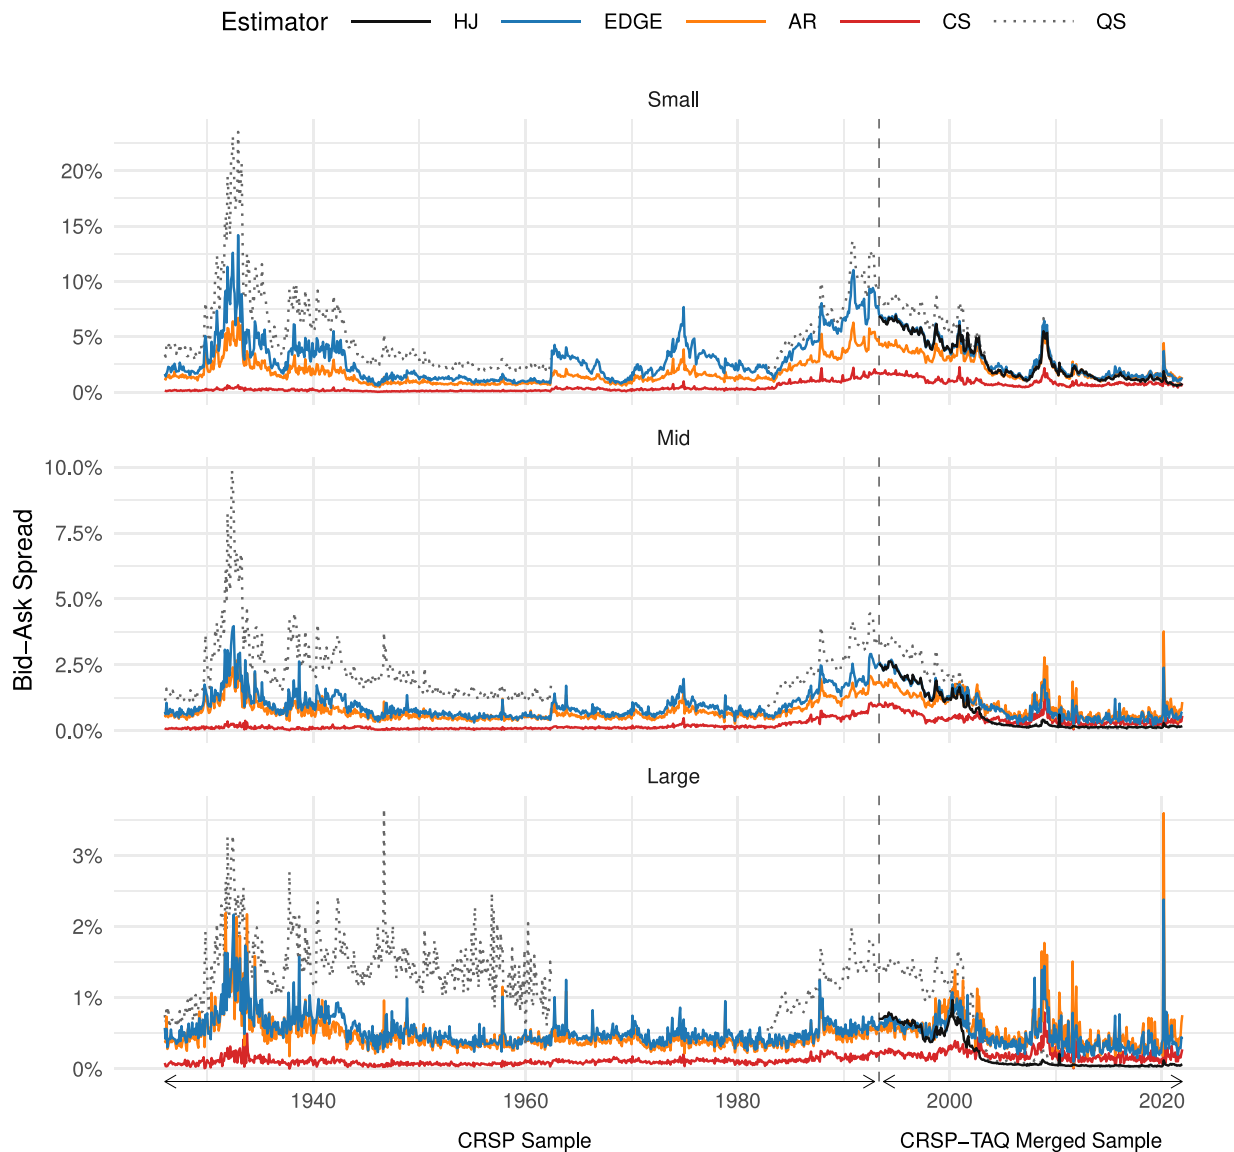 Estimator HJ EDGE AR CS QS
Small
20%
15%
10%
5%
0%
Mid
10.0%
7.5%
5.0%
2.5%
0.0%
Bid−Ask Spread
Large
3%
2%
1%
0%
1940 1960 1980 2000 2020
CRSP Sample CRSP−TAQ Merged Sample